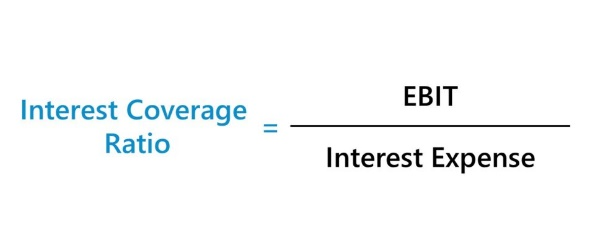 Interest Coverage
Ratio
=
EBIT
Interest Expense